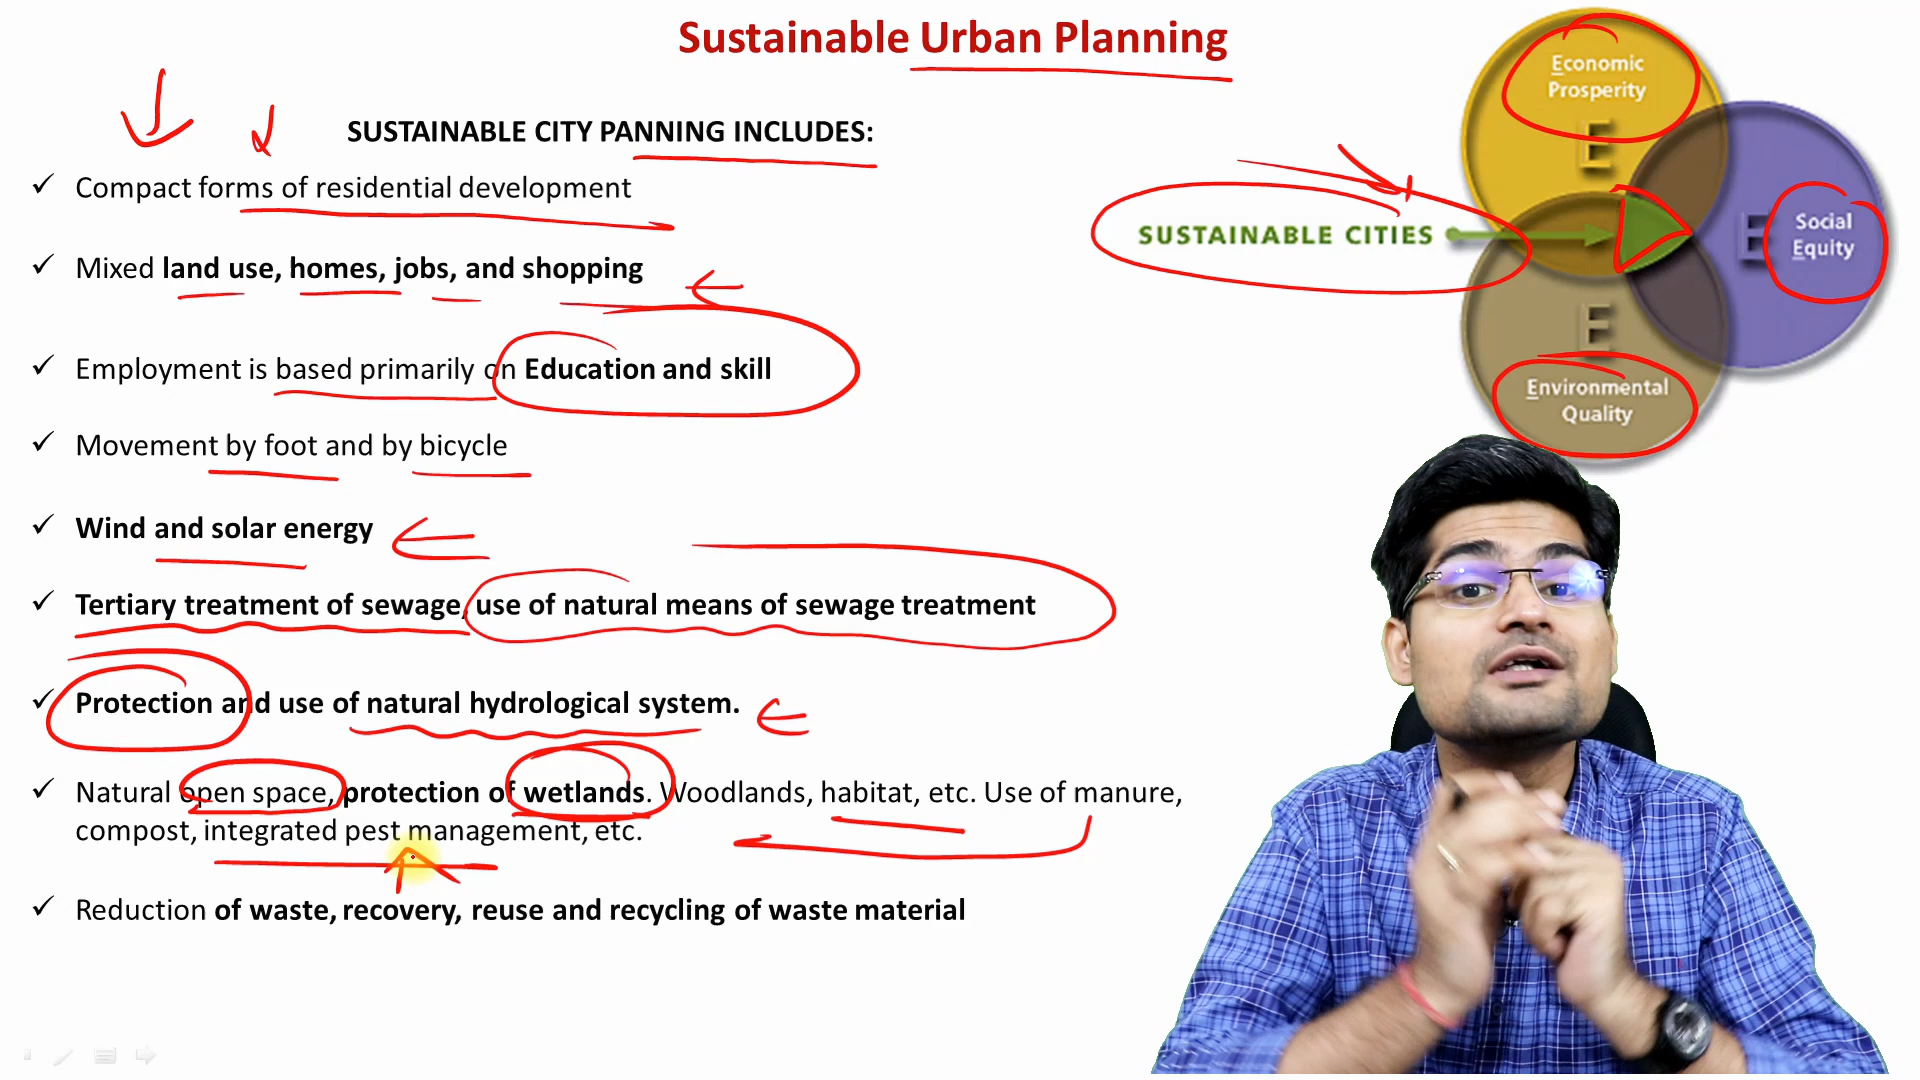 Sustainable Urban Planning
SUSTAINABLE CITY PANNING INCLUDES:
✓ Compact forms of residential development
✓ Mixed land use, homes, jobs, and shopping
✓ Employment is based primarily on Education and skill
✓ Movement by foot and by bicycle
✓ Wind and solar energy
✓ Tertiary treatment of sewage, use of natural means of sewage treatment
✓ Protection and use of natural hydrological system.
✓ Natural open space, protection of wetlands. Woodlands, habitat, etc. Use of manure,
compost, integrated pest management, etc.
✓ Reduction of waste, recovery, reuse and recycling of waste material
Economic
Prosperity
E
SUSTAINABLE CITIES
E
Social
Equity
E
Environmental
Quality